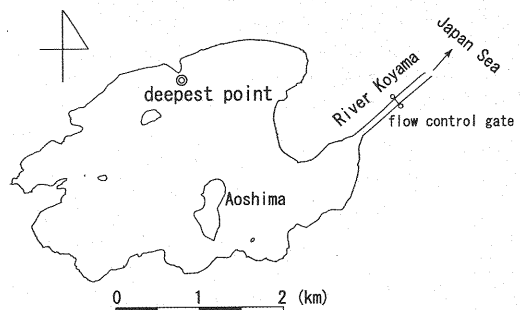 Japan Sea
River Koyama
flow control gate
deepest point
Aoshima
0 1 2 (km)